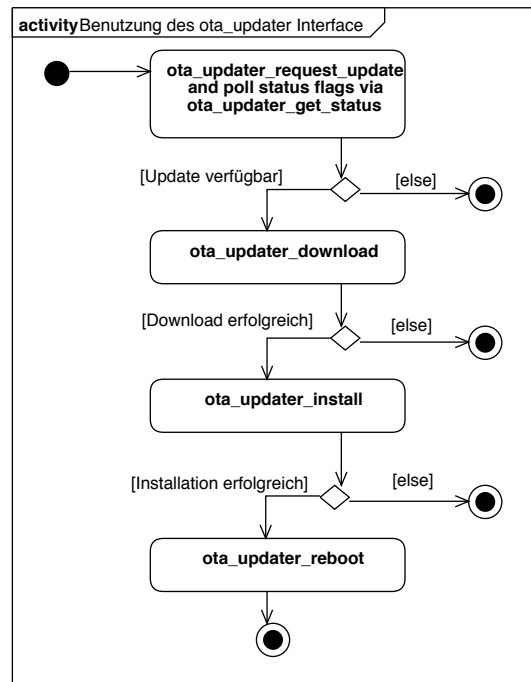 activity Benutzung des ota_updater Interface
ota_updater_request_update
and poll status flags via
ota_updater_get_status
[Update verfügbar]
[else]
ota_updater_download
[Download erfolgreich]
[else]
ota_updater_install
[Installation erfolgreich]
[else]
ota_updater_reboot